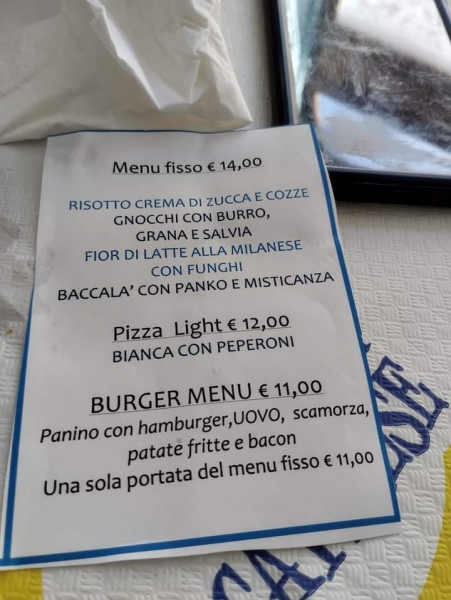 Menu fisso € 14,00
RISOTTO CREMA DI ZUCCA E COZZE
GNOCCHI CON BURRO,
GRANA E SALVIA
FIOR DI LATTE ALLA MILANESE
CON FUNGHI
BACCALA' CON PANKO E MISTICANZA
Pizza Light € 12,00
BIANCA CON PEPERONI
BURGER MENU € 11,00
Panino con hamburger,UOVO, scamorza,
patate fritte e bacon
Una sola portata del menu fisso € 11,00